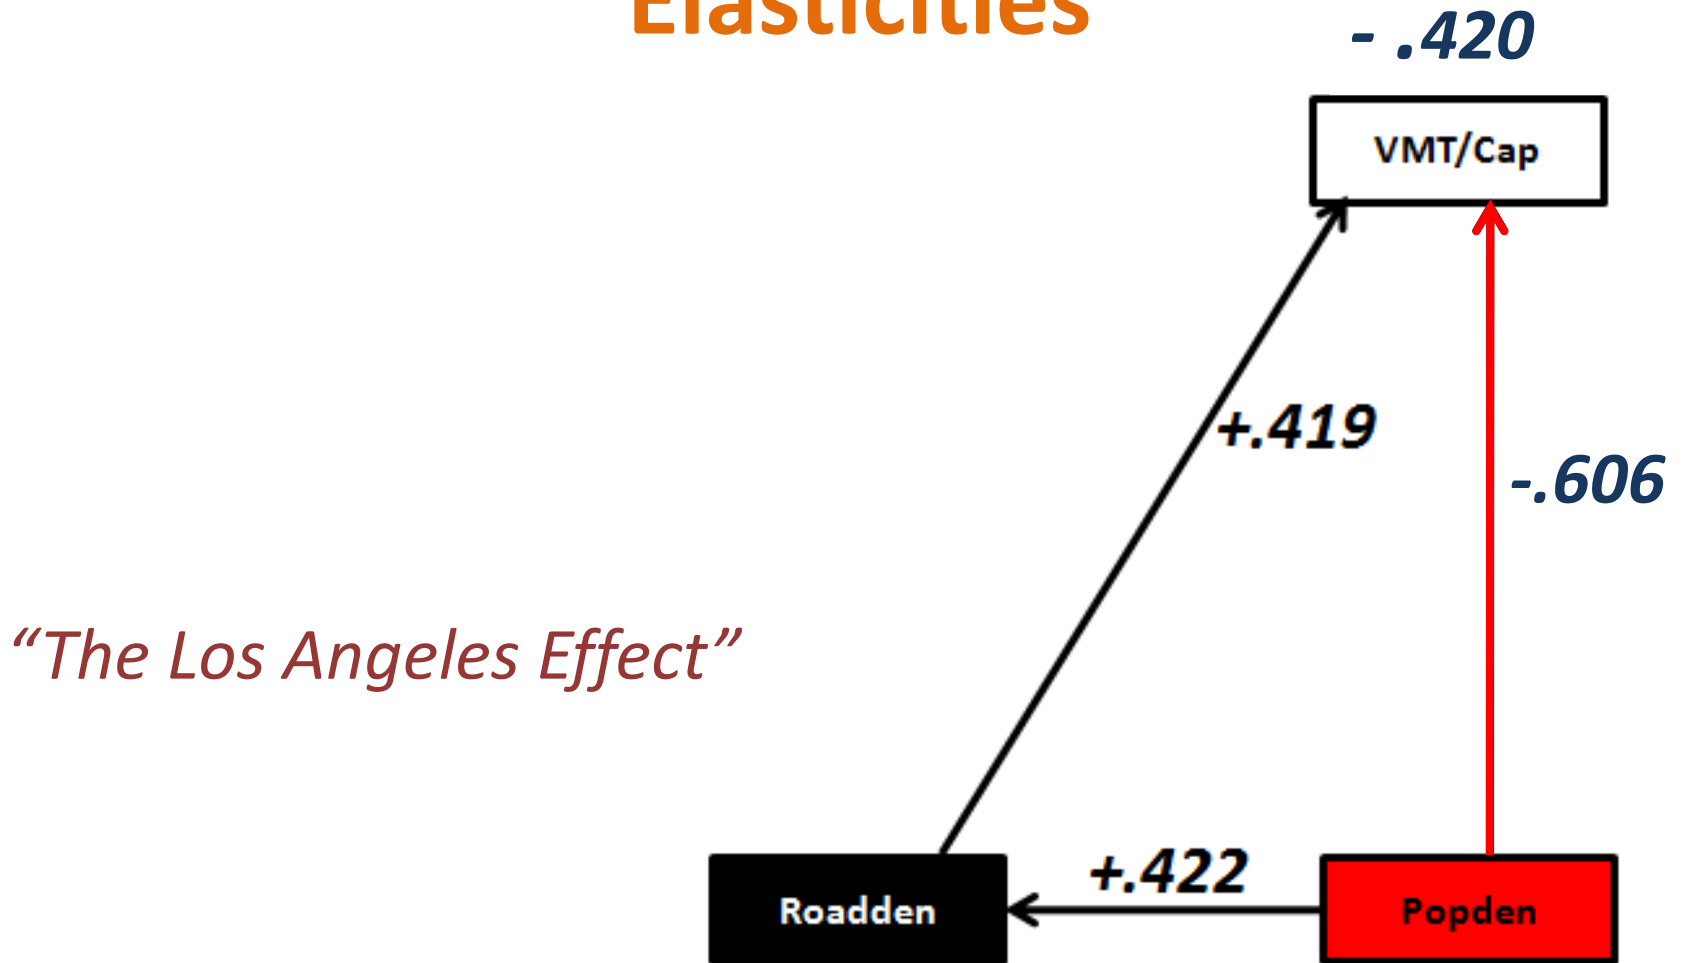 Elasticities
- .420
VMT/Cap
+.419
-.606
“The Los Angeles Effect”
+.422
Roadden
Popden